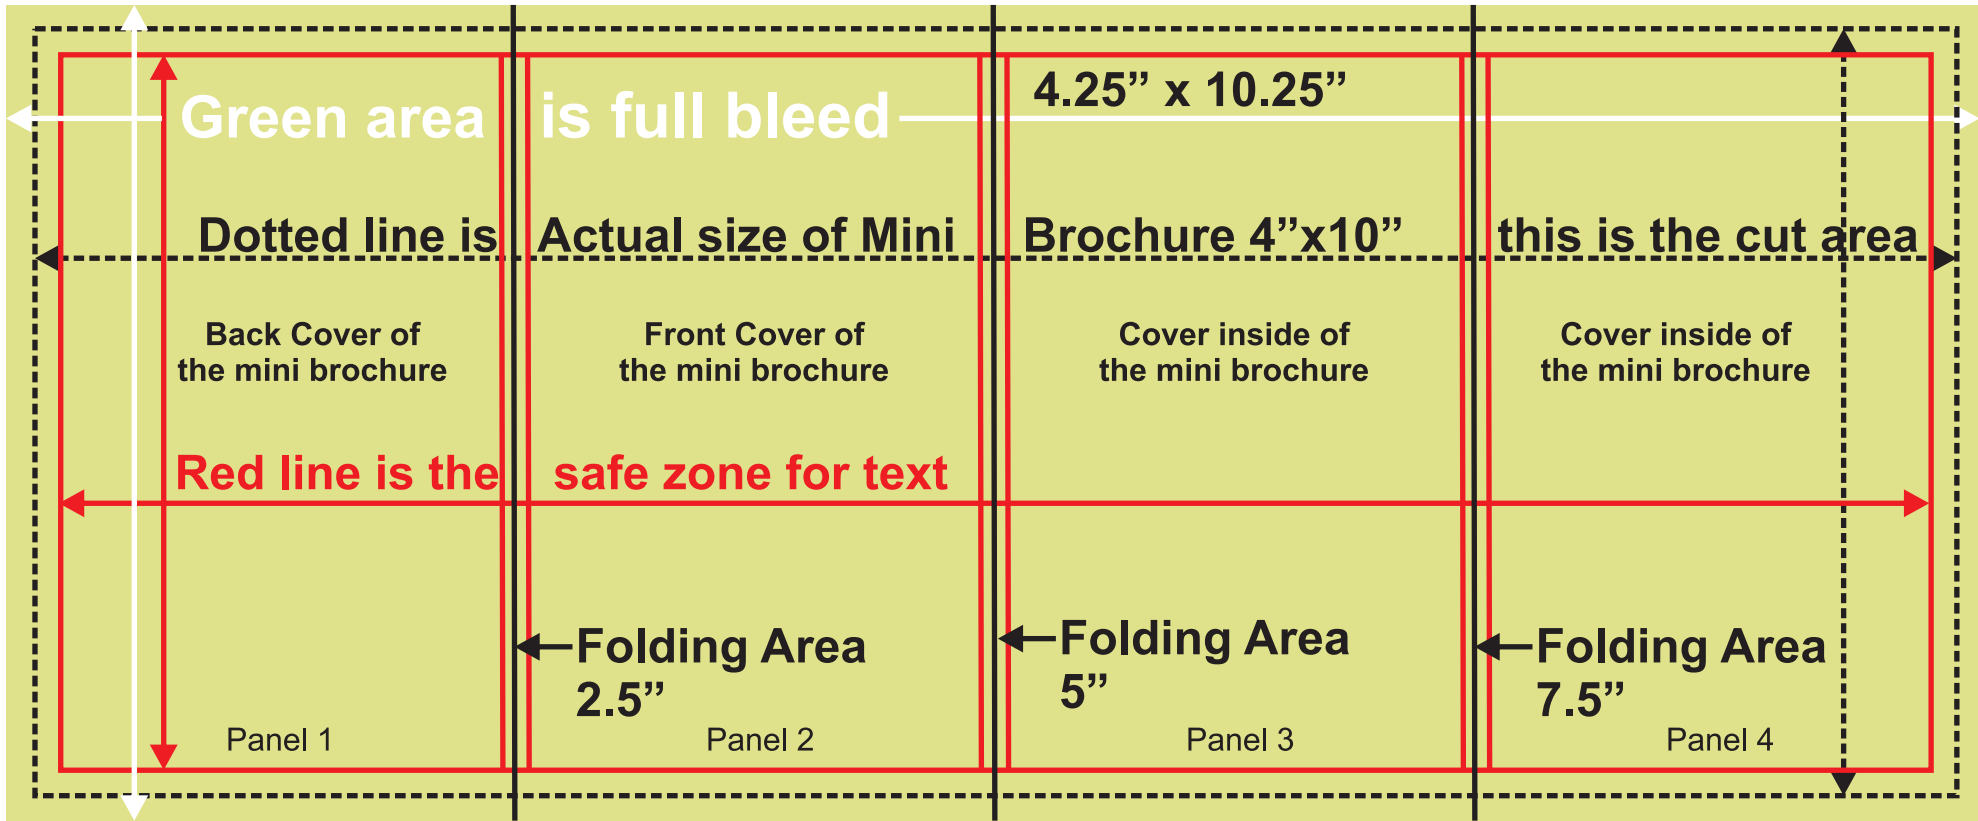 4.25” x 10.25”
Green area is full bleed
Dotted line is Actual size of Mini Brochure 4”x10” this is the cut area
Back Cover of
the mini brochure
Front Cover of
the mini brochure
Cover inside of
the mini brochure
Cover inside of
the mini brochure
Red line is the safe zone for text
Folding Area
2.5”
Folding Area
5”
Folding Area
7.5”
Panel 1
Panel 2
Panel 3
Panel 4